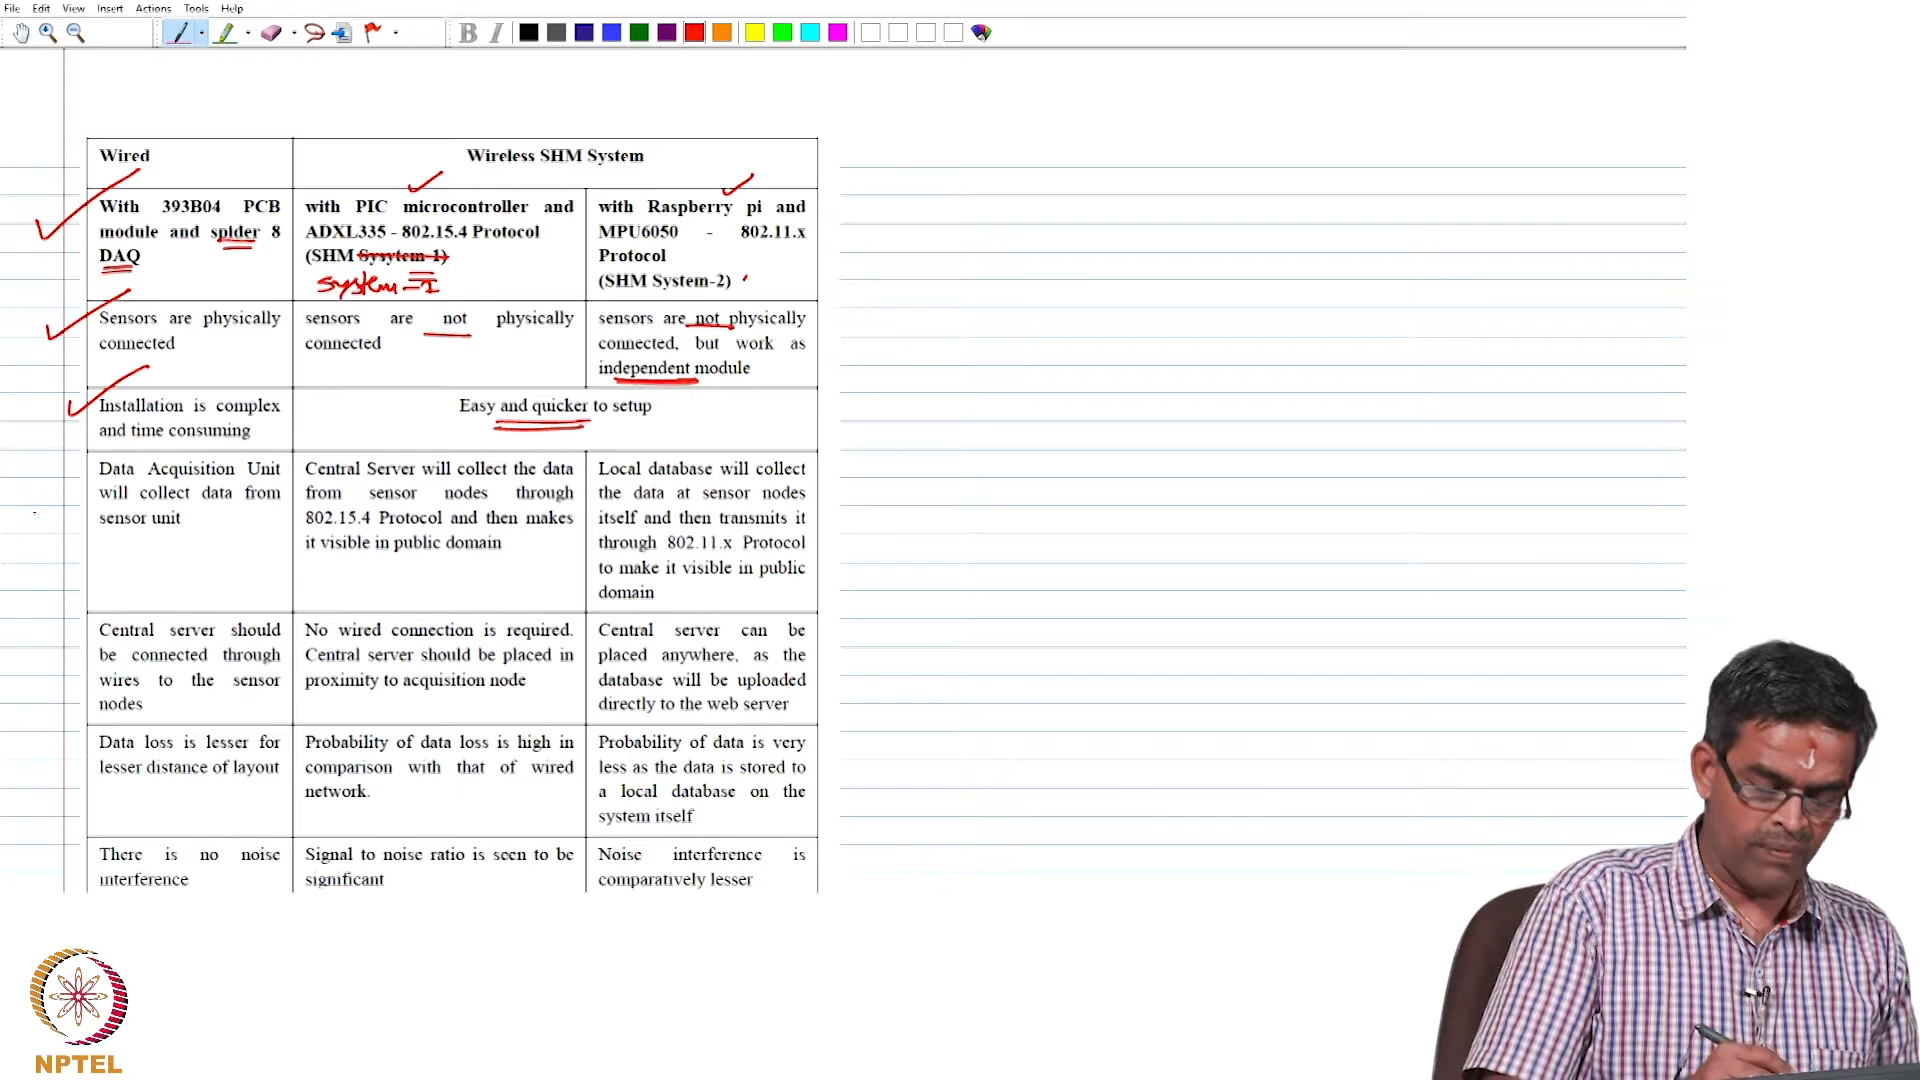 File Edit View Insert Actions Tools Help
B I
Wired
Wireless SHM System
With 393B04 PCB
module and spider 8
DAQ
with PIC microcontroller and
ADXL335 - 802.15.4 Protocol
(SHM Sysytem-1)
system-I
with Raspberry pi and
MPU6050 - 802.11.x
Protocol
(SHM System-2)
Sensors are physically
connected
sensors are not physically
connected
sensors are not physically
connected, but work as
independent module
Installation is complex
and time consuming
Easy and quicker to setup
Data Acquisition Unit
will collect data from
sensor unit
Central Server will collect the data
from sensor nodes through
802.15.4 Protocol and then makes
it visible in public domain
Local database will collect
the data at sensor nodes
itself and then transmits it
through 802.11.x Protocol
to make it visible in public
domain
Central server should
be connected through
wires to the sensor
nodes
No wired connection is required.
Central server should be placed in
proximity to acquisition node
Central server can be
placed anywhere, as the
database will be uploaded
directly to the web server
Data loss is lesser for
lesser distance of layout
Probability of data loss is high in
comparison with that of wired
network.
Probability of data is very
less as the data is stored to
a local database on the
system itself
There is no noise
interference
Signal to noise ratio is seen to be
significant
Noise interference is
comparatively lesser
NPTEL